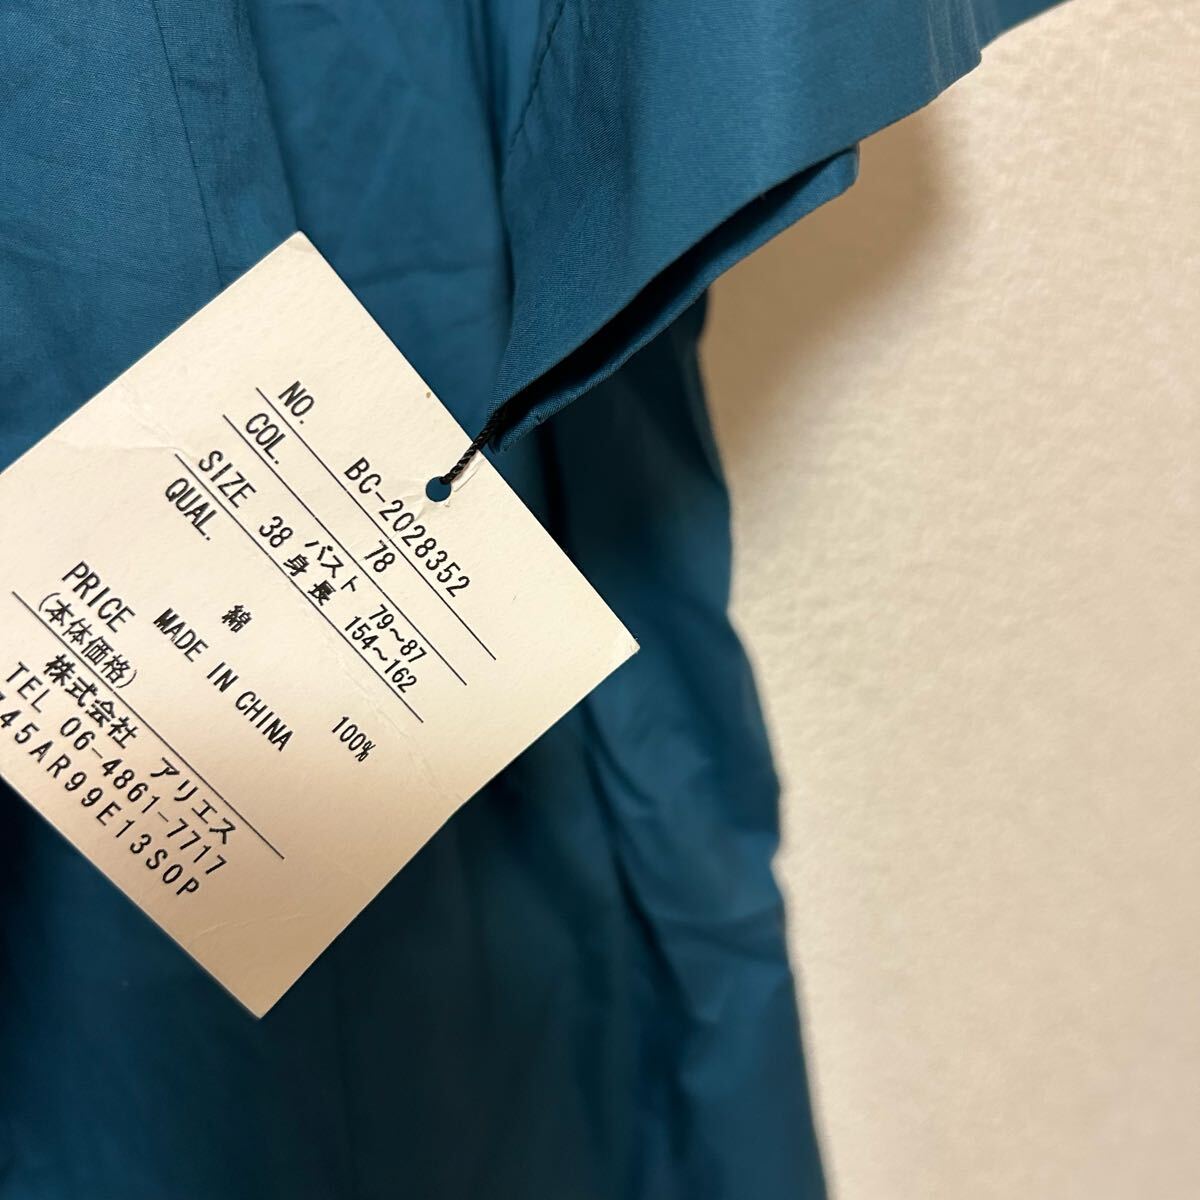 NO. BC-2028352
COL. 78
SIZE 38 バスト 79~87
身長 154~162
QUAL.
綿 100%
MADE IN CHINA
PRICE
(本体価格)
株式会社 アリエス
TEL 06-4861-7717
745AR99E13SOP